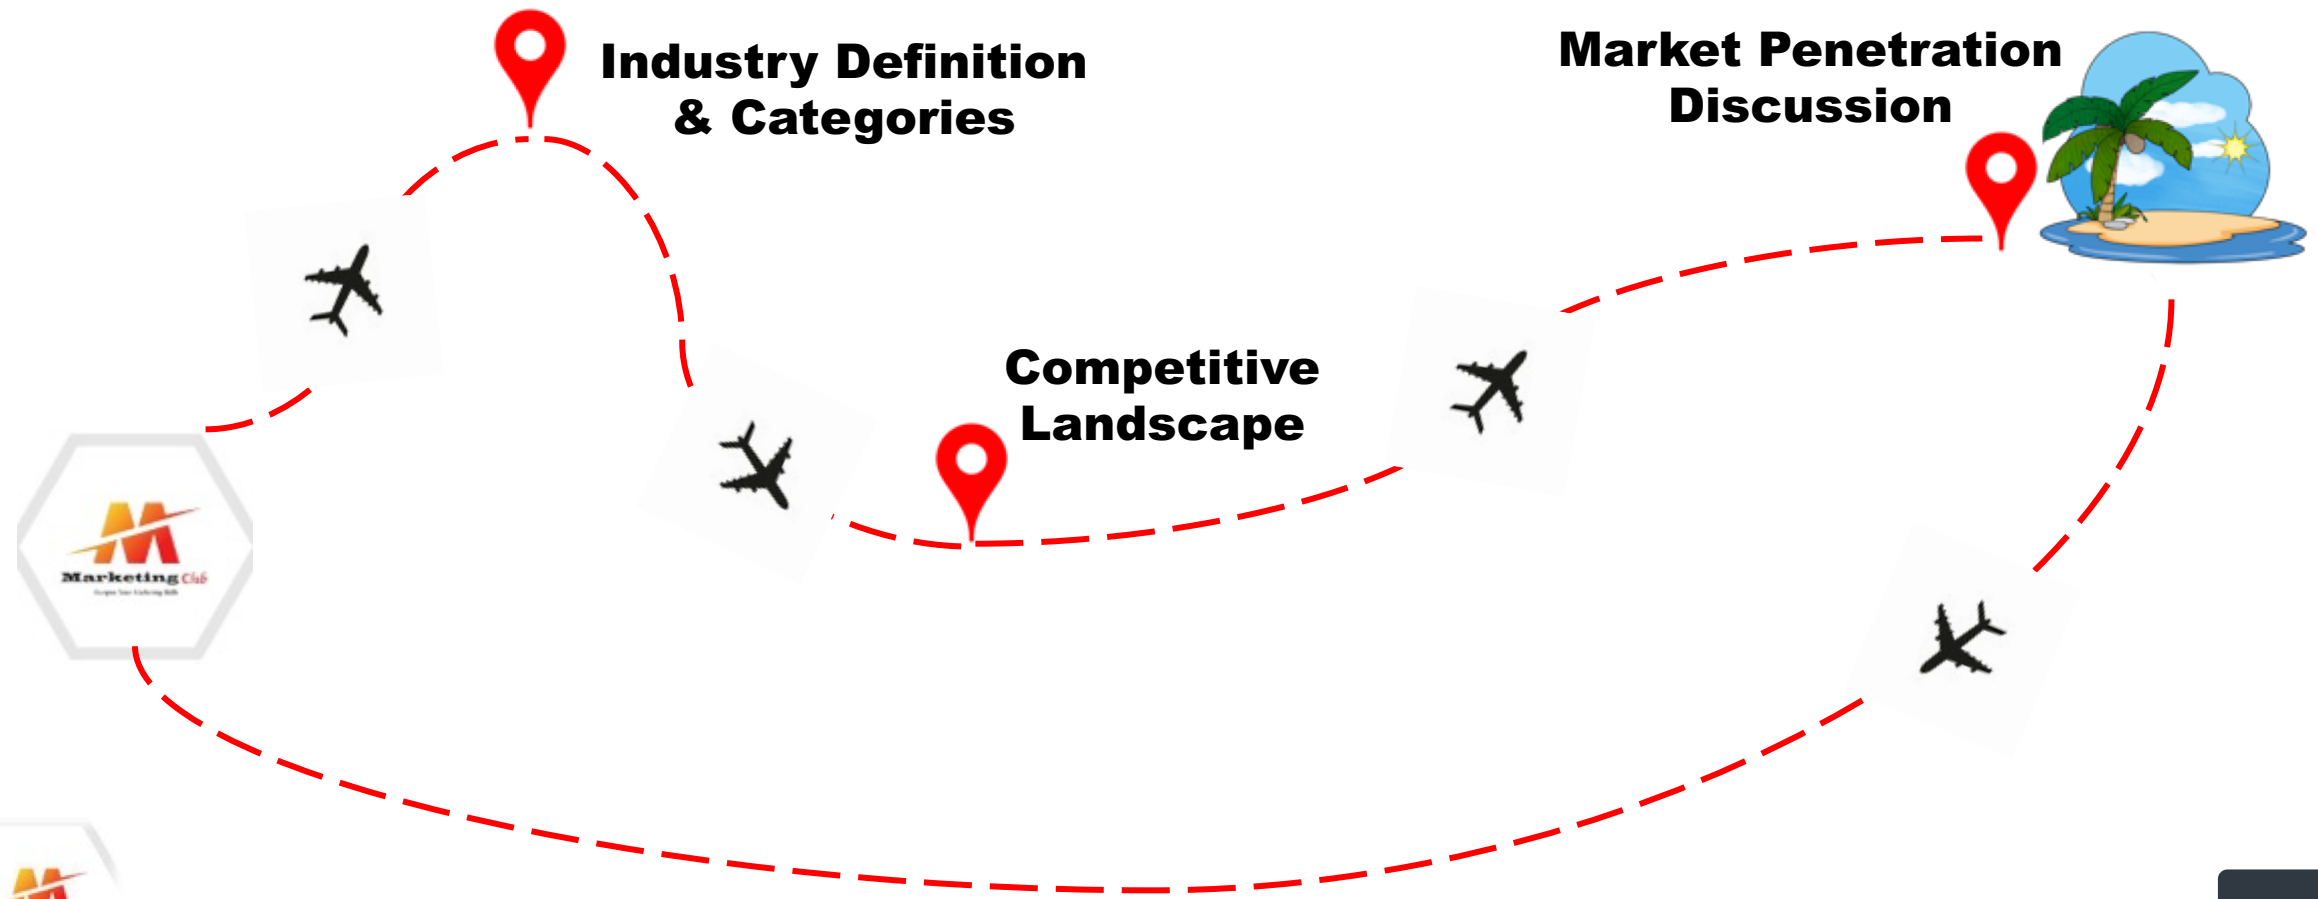 Industry Definition
& Categories
Market Penetration
Discussion
Competitive
Landscape
Marketing Club